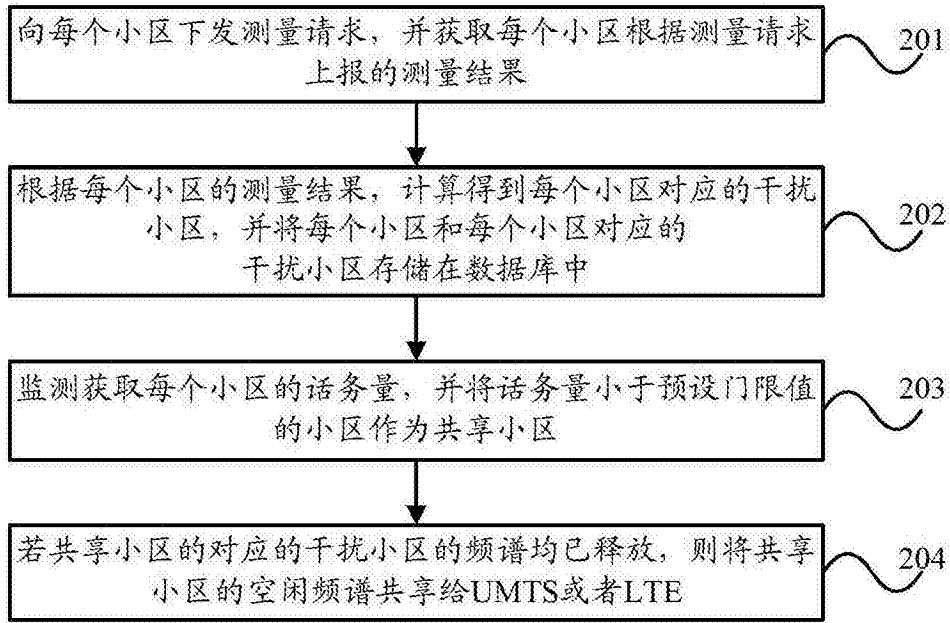 向每个小区下发测量请求，并获取每个小区根据测量请求
上报的测量结果
201
根据每个小区的测量结果，计算得到每个小区对应的干扰
小区，并将每个小区和每个小区对应的
干扰小区存储在数据库中
202
监测获取每个小区的话务量，并将话务量小于预设门限值
的小区作为共享小区
203
若共享小区的对应的干扰小区的频谱均已释放，则将共享
小区的空闲频谱共享给UMTS或者LTE
204